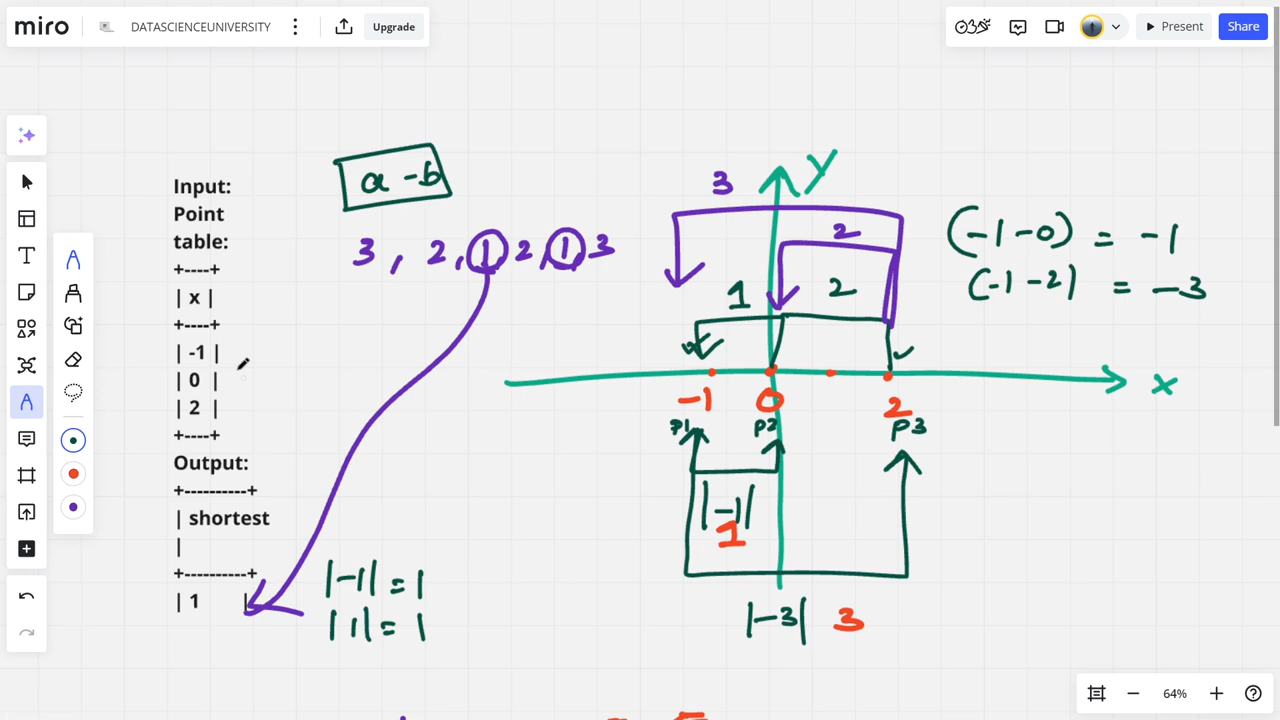 miro DATASCIENCEUNIVERSITY Upgrade
Present Share
a - b
Input:
Point
table:
+----+
| x |
+----+
| -1 |
| 0 |
| 2 |
+----+
Output:
+----------+
| shortest
|
+----------+
| 1 |
3, 2, 1 2, 1 3
|-1| = 1
|1| = 1
Y
3
2
1 2
x
-1 0 2
P1 P2 P3
|-1|
1
|-3| 3
(-1-0) = -1
(-1-2) = -3
64%